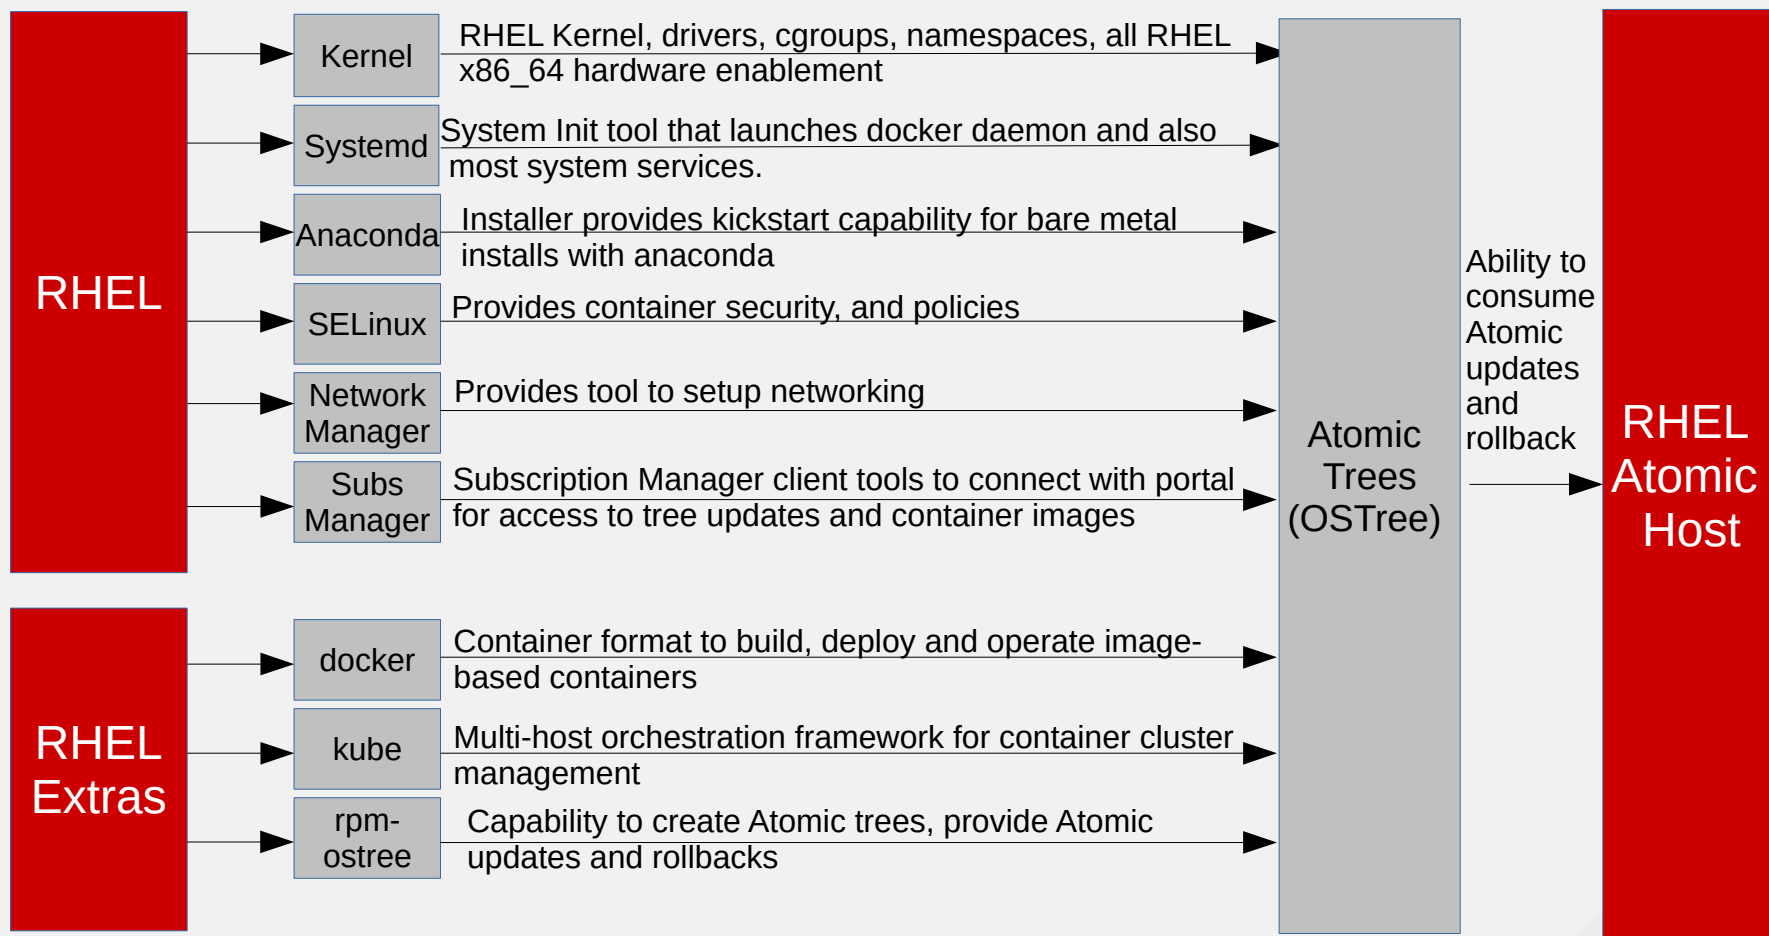 RHEL
Kernel
RHEL Kernel, drivers, cgroups, namespaces, all RHEL
x86_64 hardware enablement
Systemd
System Init tool that launches docker daemon and also
most system services.
Anaconda
Installer provides kickstart capability for bare metal
installs with anaconda
SELinux
Provides container security, and policies
Network
Manager
Provides tool to setup networking
Subs
Manager
Subscription Manager client tools to connect with portal
for access to tree updates and container images
RHEL
Extras
docker
Container format to build, deploy and operate image-
based containers
kube
Multi-host orchestration framework for container cluster
management
rpm-
ostree
Capability to create Atomic trees, provide Atomic
updates and rollbacks
Atomic
Trees
(OSTree)
Ability to
consume
Atomic
updates
and
rollback
RHEL
Atomic
Host